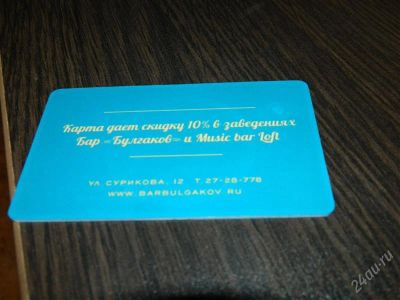 Карта дает скидку 10% в заведениях
Бар «Булгаков» и Music bar Loft
УЛ. СУРИКОВА, 12 Т.27-28-778
WWW.BARBULGAKOV.RU
24au.ru